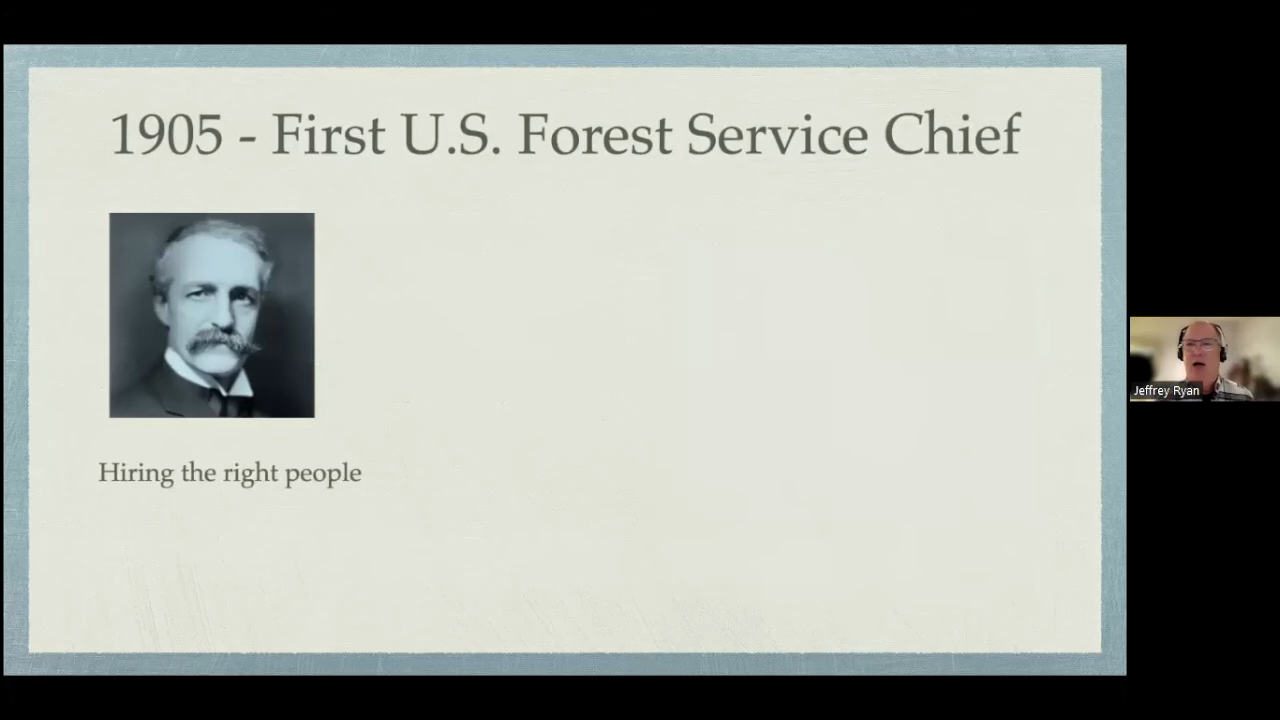 1905 - First U.S. Forest Service Chief
Hiring the right people
Jeffrey Ryan